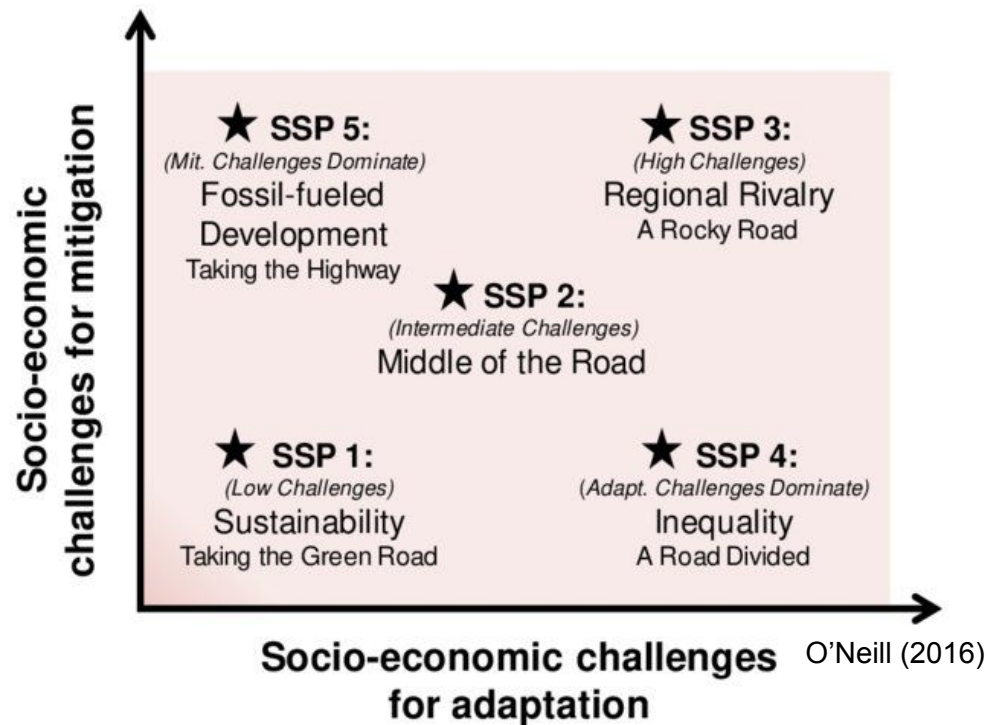 Socio-economic
challenges for mitigation
SSP 5:
(Mit. Challenges Dominate)
Fossil-fueled
Development
Taking the Highway
SSP 3:
(High Challenges)
Regional Rivalry
A Rocky Road
SSP 2:
(Intermediate Challenges)
Middle of the Road
SSP 1:
(Low Challenges)
Sustainability
Taking the Green Road
SSP 4:
(Adapt. Challenges Dominate)
Inequality
A Road Divided
Socio-economic challenges
for adaptation
O'Neill (2016)